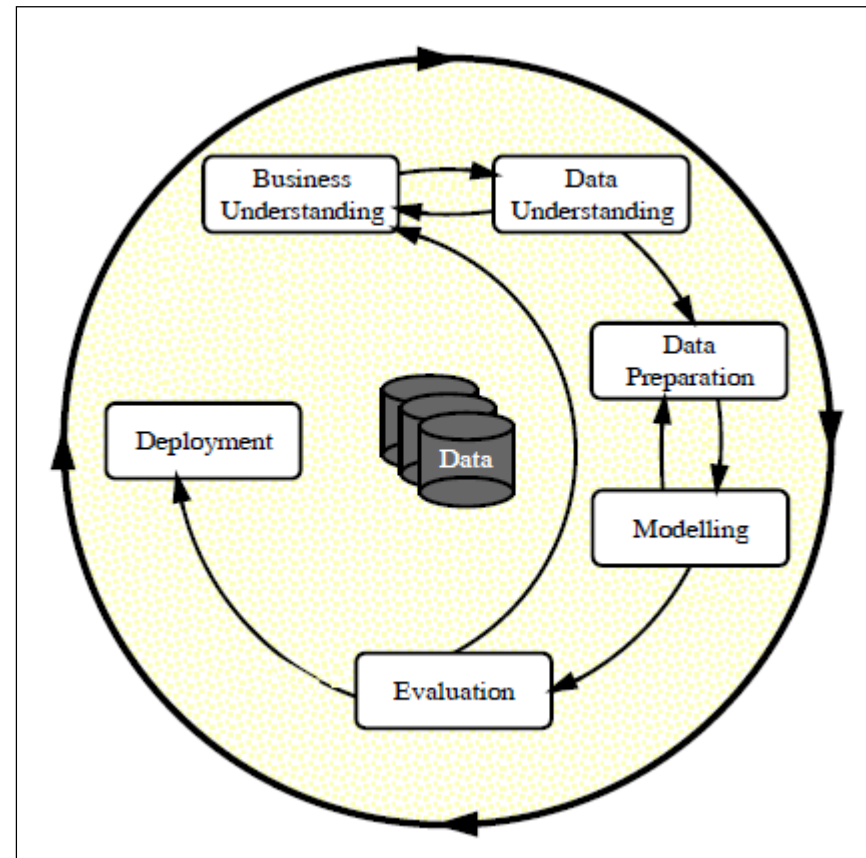 Business
Understanding
Data
Understanding
Data
Preparation
Deployment
Data
Modelling
Evaluation